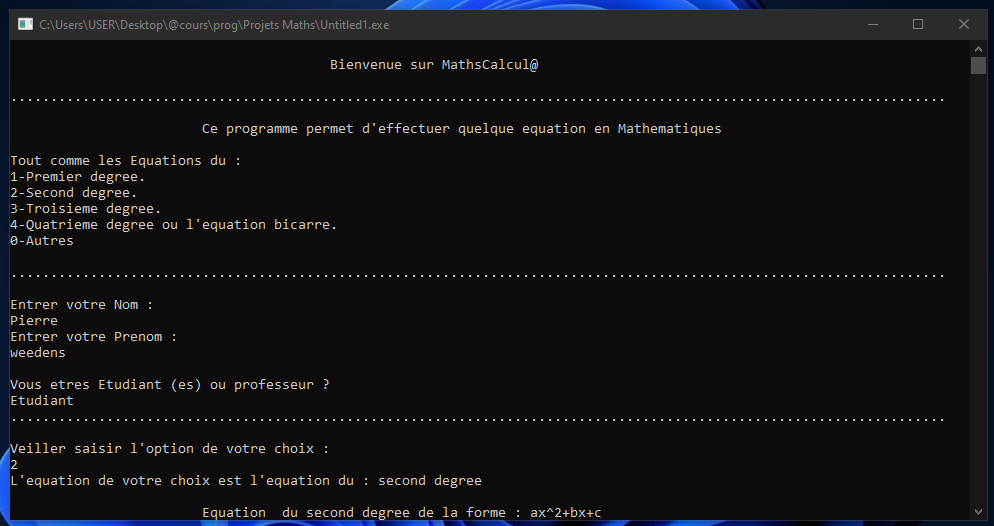 C:\Users\USER\Desktop\@cours\prog\Projets Maths\Untitled1.exe
Bienvenue sur MathsCalcul@
.....................................................................................................................
Ce programme permet d'effectuer quelque equation en Mathematiques
Tout comme les Equations du :
1-Premier degree.
2-Second degree.
3-Troisieme degree.
4-Quatrieme degree ou l'equation bicarre.
0-Autres
.....................................................................................................................
Entrer votre Nom :
Pierre
Entrer votre Prenom :
weedens
Vous etres Etudiant (es) ou professeur ?
Etudiant
.....................................................................................................................
Veiller saisir l'option de votre choix :
2
L'equation de votre choix est l'equation du : second degree
Equation  du second degree de la forme : ax^2+bx+c